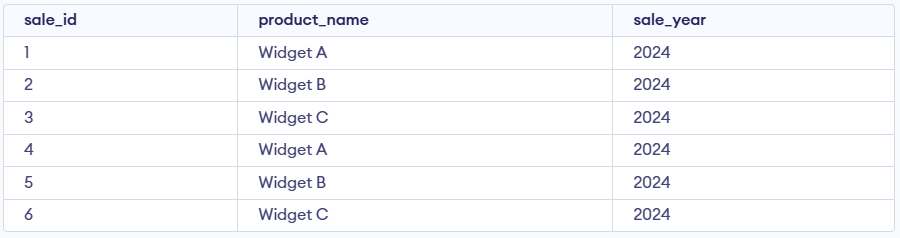 sale_id product_name sale_year
1 Widget A 2024
2 Widget B 2024
3 Widget C 2024
4 Widget A 2024
5 Widget B 2024
6 Widget C 2024